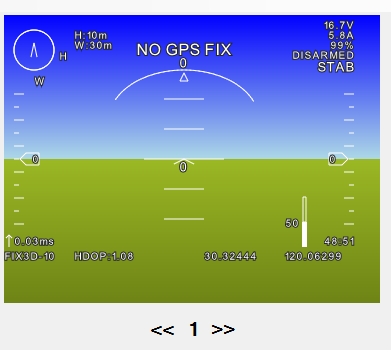 H:10m
W:30m
H
W
NO GPS FIX
0
16.7V
5.8A
99%
DISARMED
STAB
0
0
0
50
0.03ms
48.51
FIX3D-10 HDOP:1.08 30.32444 120.06299
<< 1 >>